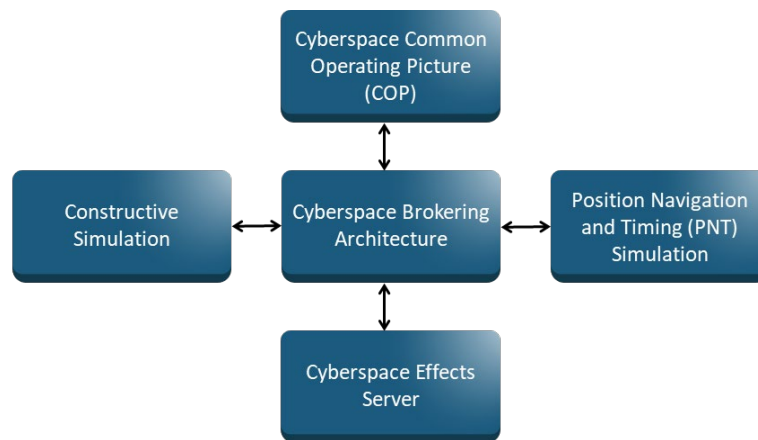 Cyberspace Common
Operating Picture
(COP)
Constructive
Simulation
Cyberspace Brokering
Architecture
Position Navigation
and Timing (PNT)
Simulation
Cyberspace Effects
Server